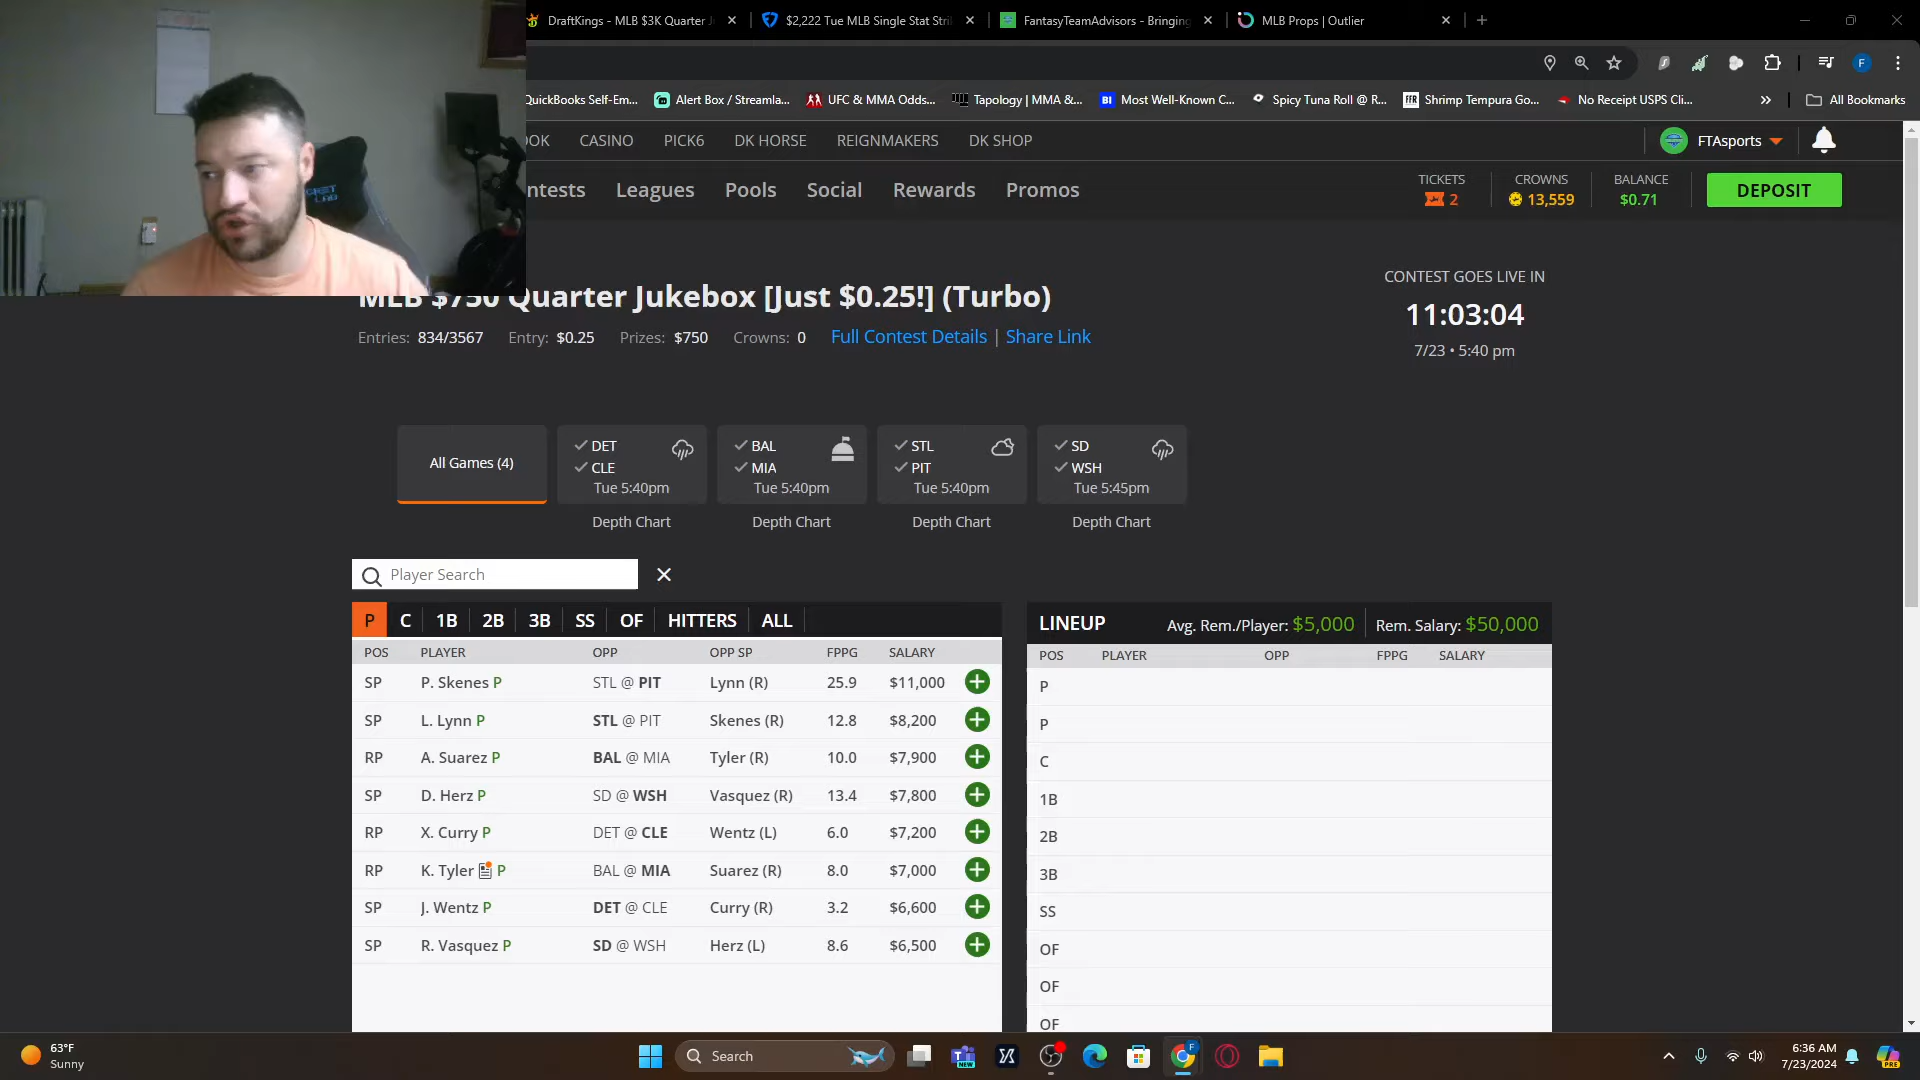 DraftKings - MLB $3K Quarter J
$2,222 Tue MLB Single Stat Stri
FantasyTeamAdvisors - Bringing
MLB Props | Outlier
F
QuickBooks Self-Em...
Alert Box / Streamla...
UFC & MMA Odds...
Tapology | MMA &...
BI Most Well-Known C...
Spicy Tuna Roll @ R...
FFR Shrimp Tempura Go...
No Receipt USPS Cli...
All Bookmarks
OOK CASINO PICK6 DK HORSE REIGNMAKERS DK SHOP
FTAsports
ntests Leagues Pools Social Rewards Promos
TICKETS
2
CROWNS
13,559
BALANCE
$0.71
DEPOSIT
MLB $750 Quarter Jukebox [Just $0.25!] (Turbo)
Entries: 834/3567 Entry: $0.25 Prizes: $750 Crowns: 0 Full Contest Details | Share Link
CONTEST GOES LIVE IN
11:03:04
7/23 • 5:40 pm
All Games (4)
DET
CLE
Tue 5:40pm
Depth Chart
BAL
MIA
Tue 5:40pm
Depth Chart
STL
PIT
Tue 5:40pm
Depth Chart
SD
WSH
Tue 5:45pm
Depth Chart
Player Search
P C 1B 2B 3B SS OF HITTERS ALL
POS PLAYER OPP OPP SP FPPG SALARY
SP P. Skenes P STL @ PIT Lynn (R) 25.9 $11,000
SP L. Lynn P STL @ PIT Skenes (R) 12.8 $8,200
RP A. Suarez P BAL @ MIA Tyler (R) 10.0 $7,900
SP D. Herz P SD @ WSH Vasquez (R) 13.4 $7,800
RP X. Curry P DET @ CLE Wentz (L) 6.0 $7,200
RP K. Tyler P BAL @ MIA Suarez (R) 8.0 $7,000
SP J. Wentz P DET @ CLE Curry (R) 3.2 $6,600
SP R. Vasquez P SD @ WSH Herz (L) 8.6 $6,500
LINEUP Avg. Rem./Player: $5,000 Rem. Salary: $50,000
POS PLAYER OPP FPPG SALARY
P
P
C
1B
2B
3B
SS
OF
OF
OF
63°F
Sunny
Search
NEW
F
6:36 AM
7/23/2024
PRE